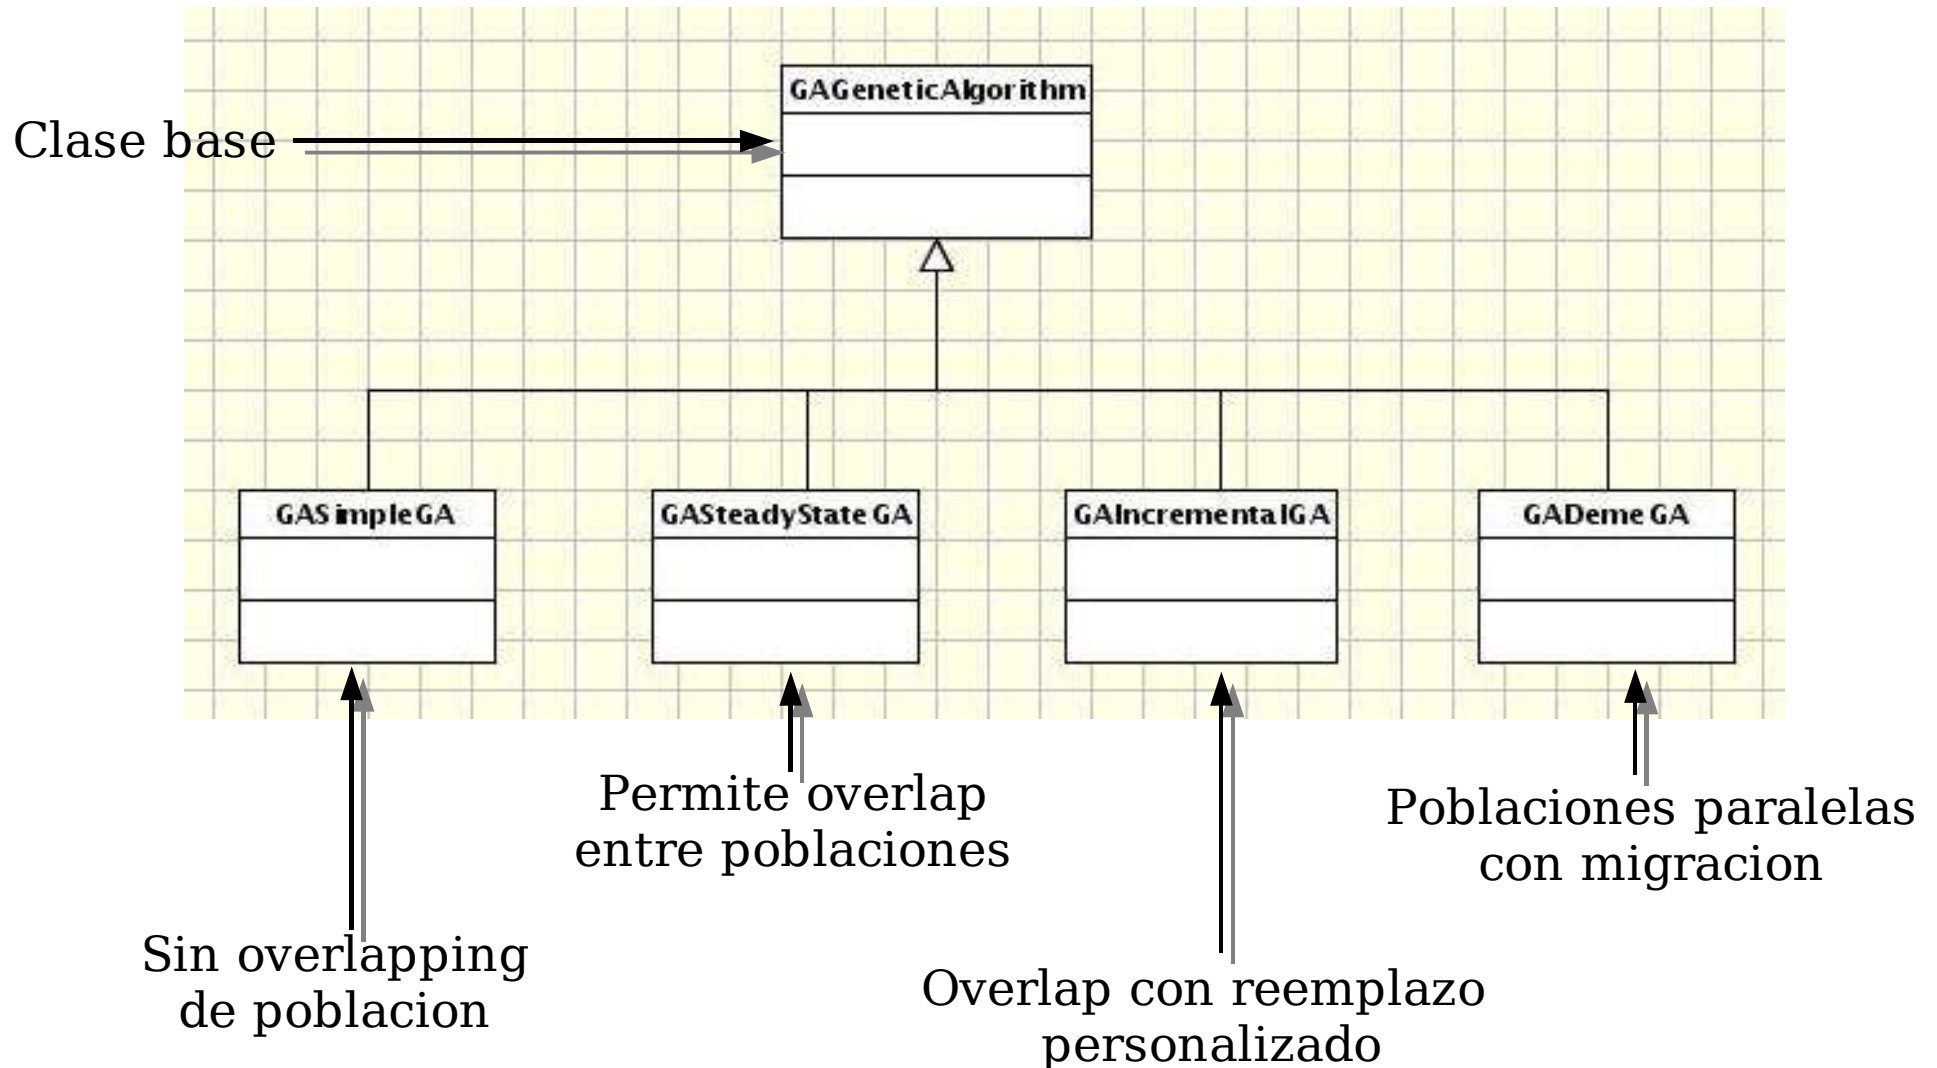 GAGeneticAlgorithm
Clase base
GASimpleGA
GASteadyStateGA
GAIncrementalGA
GADemeGA
Permite overlap
entre poblaciones
Poblaciones paralelas
con migracion
Sin overlapping
de poblacion
Overlap con reemplazo
personalizado